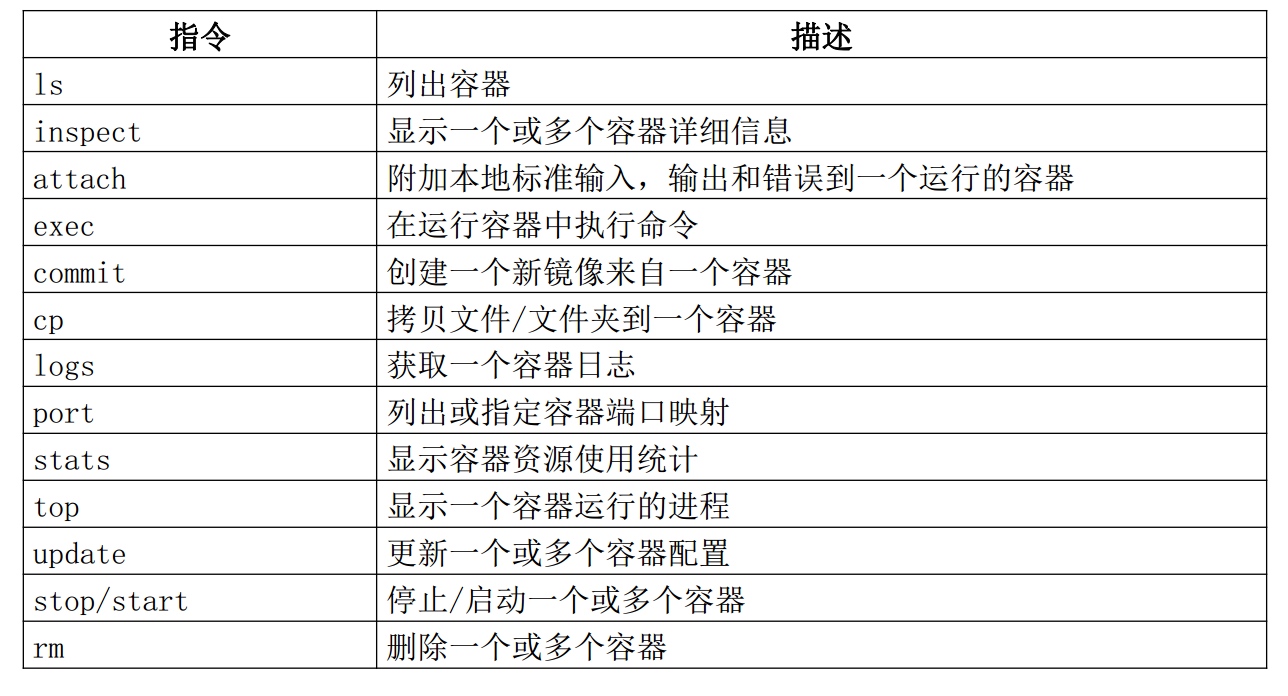 指令 描述
ls 列出容器
inspect 显示一个或多个容器详细信息
attach 附加本地标准输入，输出和错误到一个运行的容器
exec 在运行容器中执行命令
commit 创建一个新镜像来自一个容器
cp 拷贝文件/文件夹到一个容器
logs 获取一个容器日志
port 列出或指定容器端口映射
stats 显示容器资源使用统计
top 显示一个容器运行的进程
update 更新一个或多个容器配置
stop/start 停止/启动一个或多个容器
rm 删除一个或多个容器